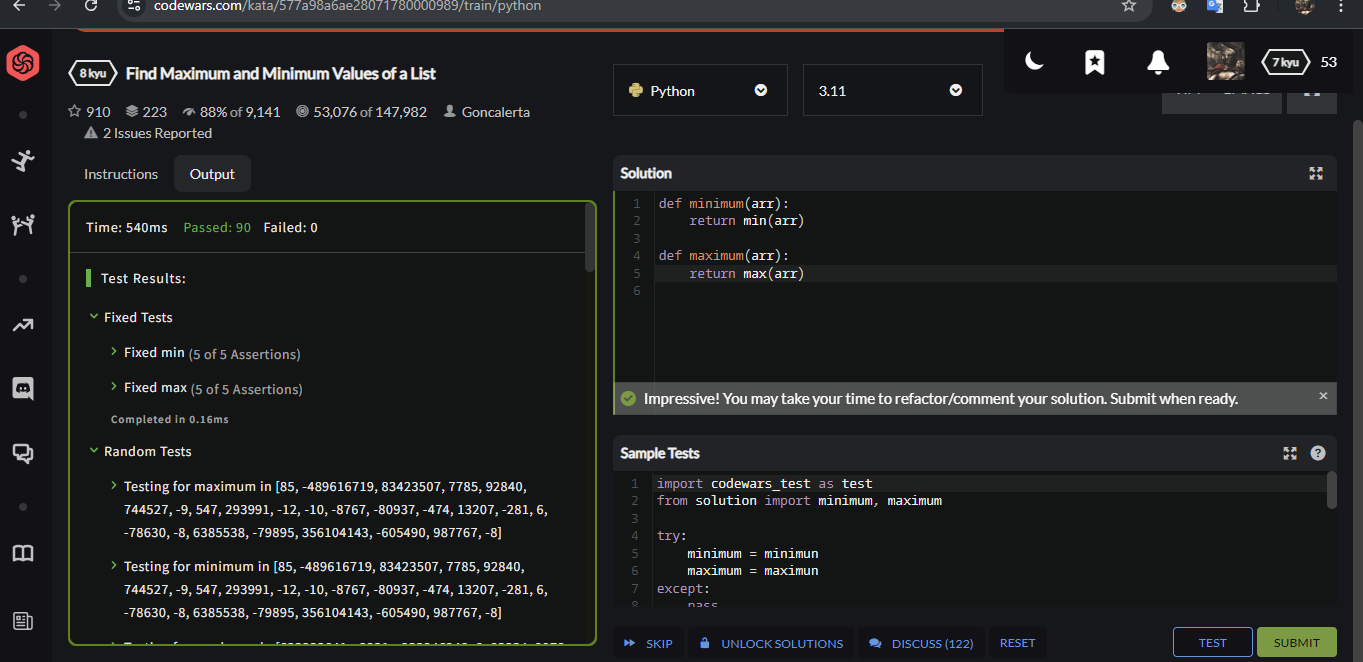 codewars.com/kata/577a98a6ae28071780000989/train/python
8 kyu Find Maximum and Minimum Values of a List
910 223 88% of 9,141 53,076 of 147,982 Goncalerta
2 Issues Reported
Python
3.11
7 kyu 53
Instructions Output
Time: 540ms Passed: 90 Failed: 0
Test Results:
Fixed Tests
Fixed min (5 of 5 Assertions)
Fixed max (5 of 5 Assertions)
Completed in 0.16ms
Random Tests
Testing for maximum in [85, -489616719, 83423507, 7785, 92840,
744527, -9, 547, 293991, -12, -10, -8767, -80937, -474, 13207, -281, 6,
-78630, -8, 6385538, -79895, 356104143, -605490, 987767, -8]
Testing for minimum in [85, -489616719, 83423507, 7785, 92840,
744527, -9, 547, 293991, -12, -10, -8767, -80937, -474, 13207, -281, 6,
-78630, -8, 6385538, -79895, 356104143, -605490, 987767, -8]
Solution
1 def minimum(arr):
2 return min(arr)
3
4 def maximum(arr):
5 return max(arr)
6
Impressive! You may take your time to refactor/comment your solution. Submit when ready. ×
Sample Tests
?
1 import codewars_test as test
2 from solution import minimum, maximum
3
4 try:
5 minimum = minimun
6 maximum = maximun
7 except:
8 pass
SKIP UNLOCK SOLUTIONS DISCUSS (122) RESET TEST SUBMIT